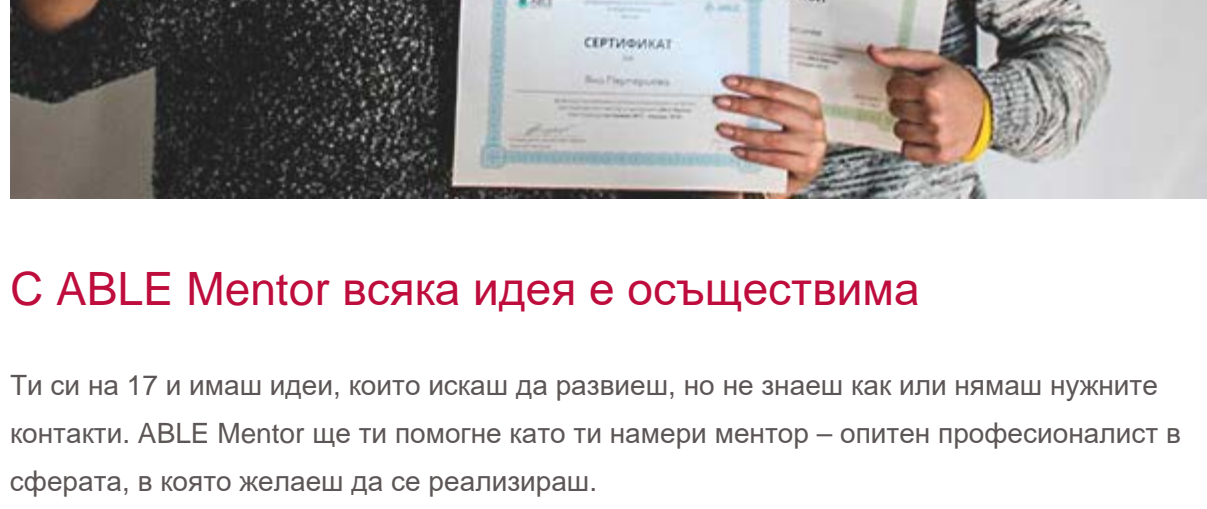 СЕРТИФИКАТ
С ABLE Mentor всяка идея е осъществима
Ти си на 17 и имаш идеи, които искаш да развиеш, но не знаеш как или нямаш нужните
контакти. ABLE Mentor ще ти помогне като ти намери ментор – опитен професионалист в
сферата, в която желаеш да се реализираш.